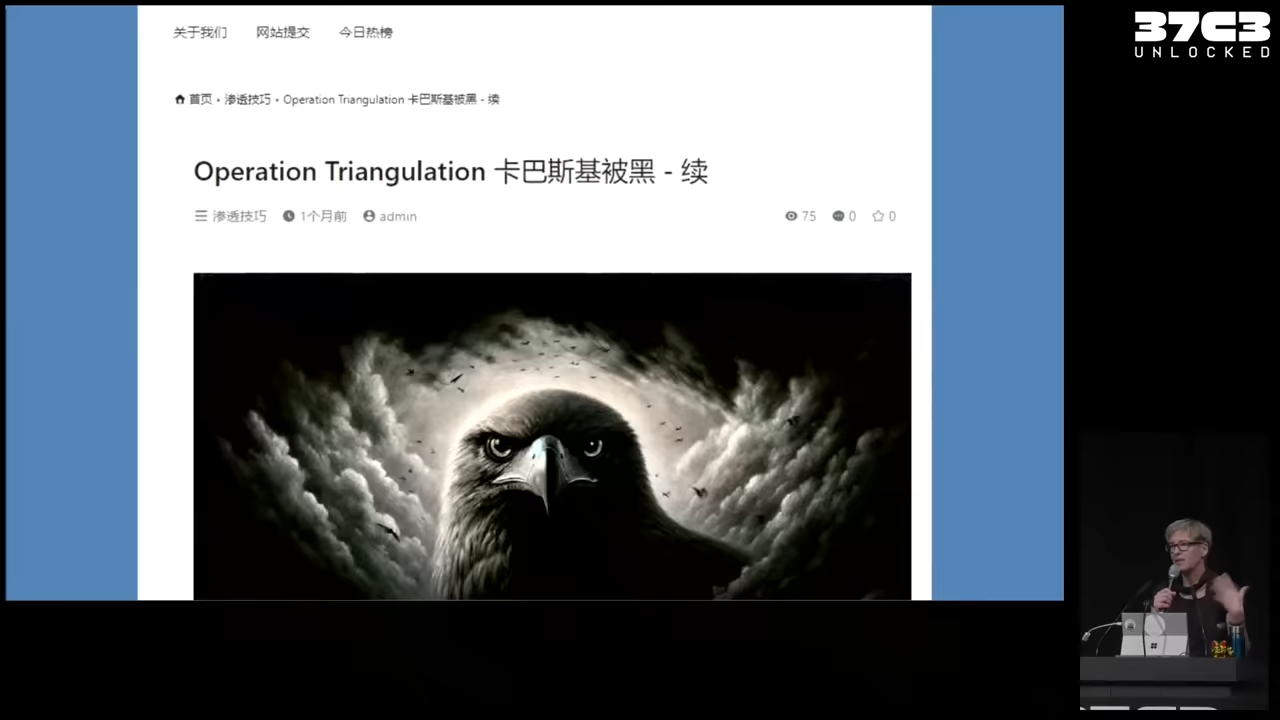 关于我们 网站提交 今日热榜
37C3
UNLOCKED
首页 • 渗透技巧 • Operation Triangulation 卡巴斯基被黑 - 续
Operation Triangulation 卡巴斯基被黑 - 续
渗透技巧 1个月前 admin 75 0 0